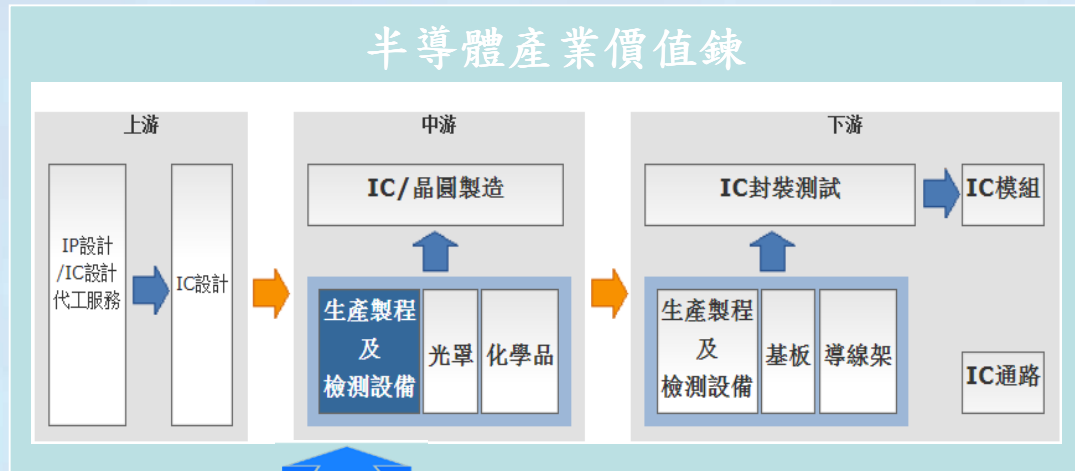 半導體產業價值鍊
上游
IP設計
/IC設計
代工服務
IC設計
中游
IC/晶圓製造
生產製程
及
檢測設備
光罩
化學品
下游
IC封裝測試
IC模組
生產製程
及
檢測設備
基板
導線架
IC通路